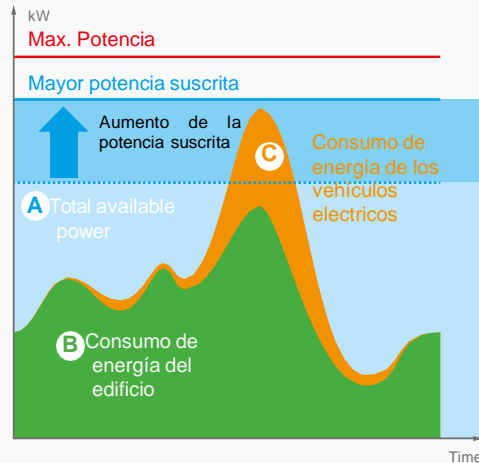 kW
Max. Potencia
Mayor potencia suscrita
Aumento de la
potencia suscrita
C
Consumo de
energía de los
vehículos
electricos
A Total available
power
B Consumo de
energía del
edificio
Time